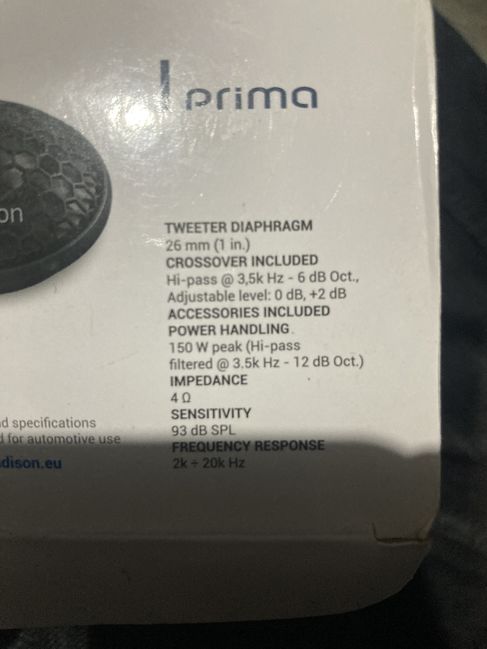 prima
on
TWEETER DIAPHRAGM
26 mm (1 in.)
CROSSOVER INCLUDED
Hi-pass @ 3,5k Hz - 6 dB Oct.,
Adjustable level: 0 dB, +2 dB
ACCESSORIES INCLUDED
POWER HANDLING
150 W peak (Hi-pass
filtered @ 3.5k Hz - 12 dB Oct.)
IMPEDANCE
4 Ω
SENSITIVITY
93 dB SPL
FREQUENCY RESPONSE
2k ÷ 20k Hz
d specifications
d for automotive use
dison.eu